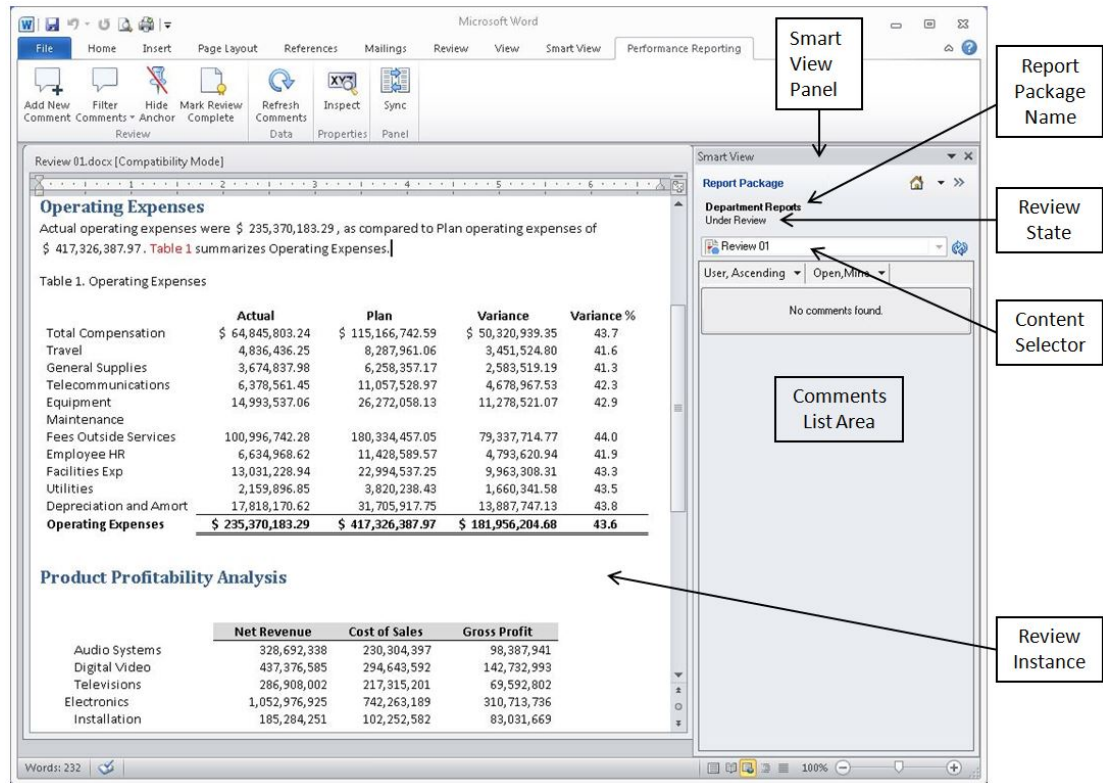 Microsoft Word
File Home Insert Page Layout References Mailings Review View Smart View Performance Reporting
Add New Comment
Filter Comments
Hide Anchor
Mark Review Complete
Refresh Comments
Inspect
Sync
Review Data Properties Panel
Review 01.docx [Compatibility Mode]
1 2 3 4 5 6
Operating Expenses
Actual operating expenses were $ 235,370,183.29 , as compared to Plan operating expenses of
$ 417,326,387.97 . Table 1 summarizes Operating Expenses.
Table 1. Operating Expenses
Actual Plan Variance Variance %
Total Compensation $ 64,845,803.24 $ 115,166,742.59 $ 50,320,939.35 43.7
Travel 4,836,436.25 8,287,961.06 3,451,524.80 41.6
General Supplies 3,674,837.98 6,258,357.17 2,583,519.19 41.3
Telecommunications 6,378,561.45 11,057,528.97 4,678,967.53 42.3
Equipment 14,993,537.06 26,272,058.13 11,278,521.07 42.9
Maintenance
Fees Outside Services 100,996,742.28 180,334,457.05 79,337,714.77 44.0
Employee HR 6,634,968.62 11,428,589.57 4,793,620.94 41.9
Facilities Exp 13,031,228.94 22,994,537.25 9,963,308.31 43.3
Utilities 2,159,896.85 3,820,238.43 1,660,341.58 43.5
Depreciation and Amort 17,818,170.62 31,705,917.75 13,887,747.13 43.8
Operating Expenses $ 235,370,183.29 $ 417,326,387.97 $ 181,956,204.68 43.6
Product Profitability Analysis
Net Revenue Cost of Sales Gross Profit
Audio Systems 328,692,338 230,304,397 98,387,941
Digital Video 437,376,585 294,643,592 142,732,993
Televisions 286,908,002 217,315,201 69,592,802
Electronics 1,052,976,925 742,263,189 310,713,736
Installation 185,284,251 102,252,582 83,031,669
Words: 232
100%
Smart View
Report Package
Department Reports
Under Review
Review 01
User, Ascending Open,Mine
No comments found.
Smart
View
Panel
Report
Package
Name
Review
State
Content
Selector
Comments
List Area
Review
Instance